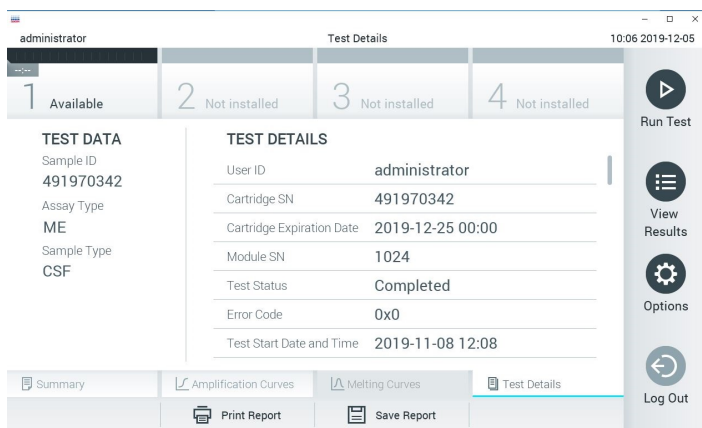 administrator
Test Details
10:06 2019-12-05
--:--
1 Available
2 Not installed
3 Not installed
4 Not installed
Run Test
View Results
Options
Log Out
TEST DATA
Sample ID
491970342
Assay Type
ME
Sample Type
CSF
TEST DETAILS
User ID administrator
Cartridge SN 491970342
Cartridge Expiration Date 2019-12-25 00:00
Module SN 1024
Test Status Completed
Error Code 0x0
Test Start Date and Time 2019-11-08 12:08
Summary
Amplification Curves
Melting Curves
Test Details
Print Report
Save Report